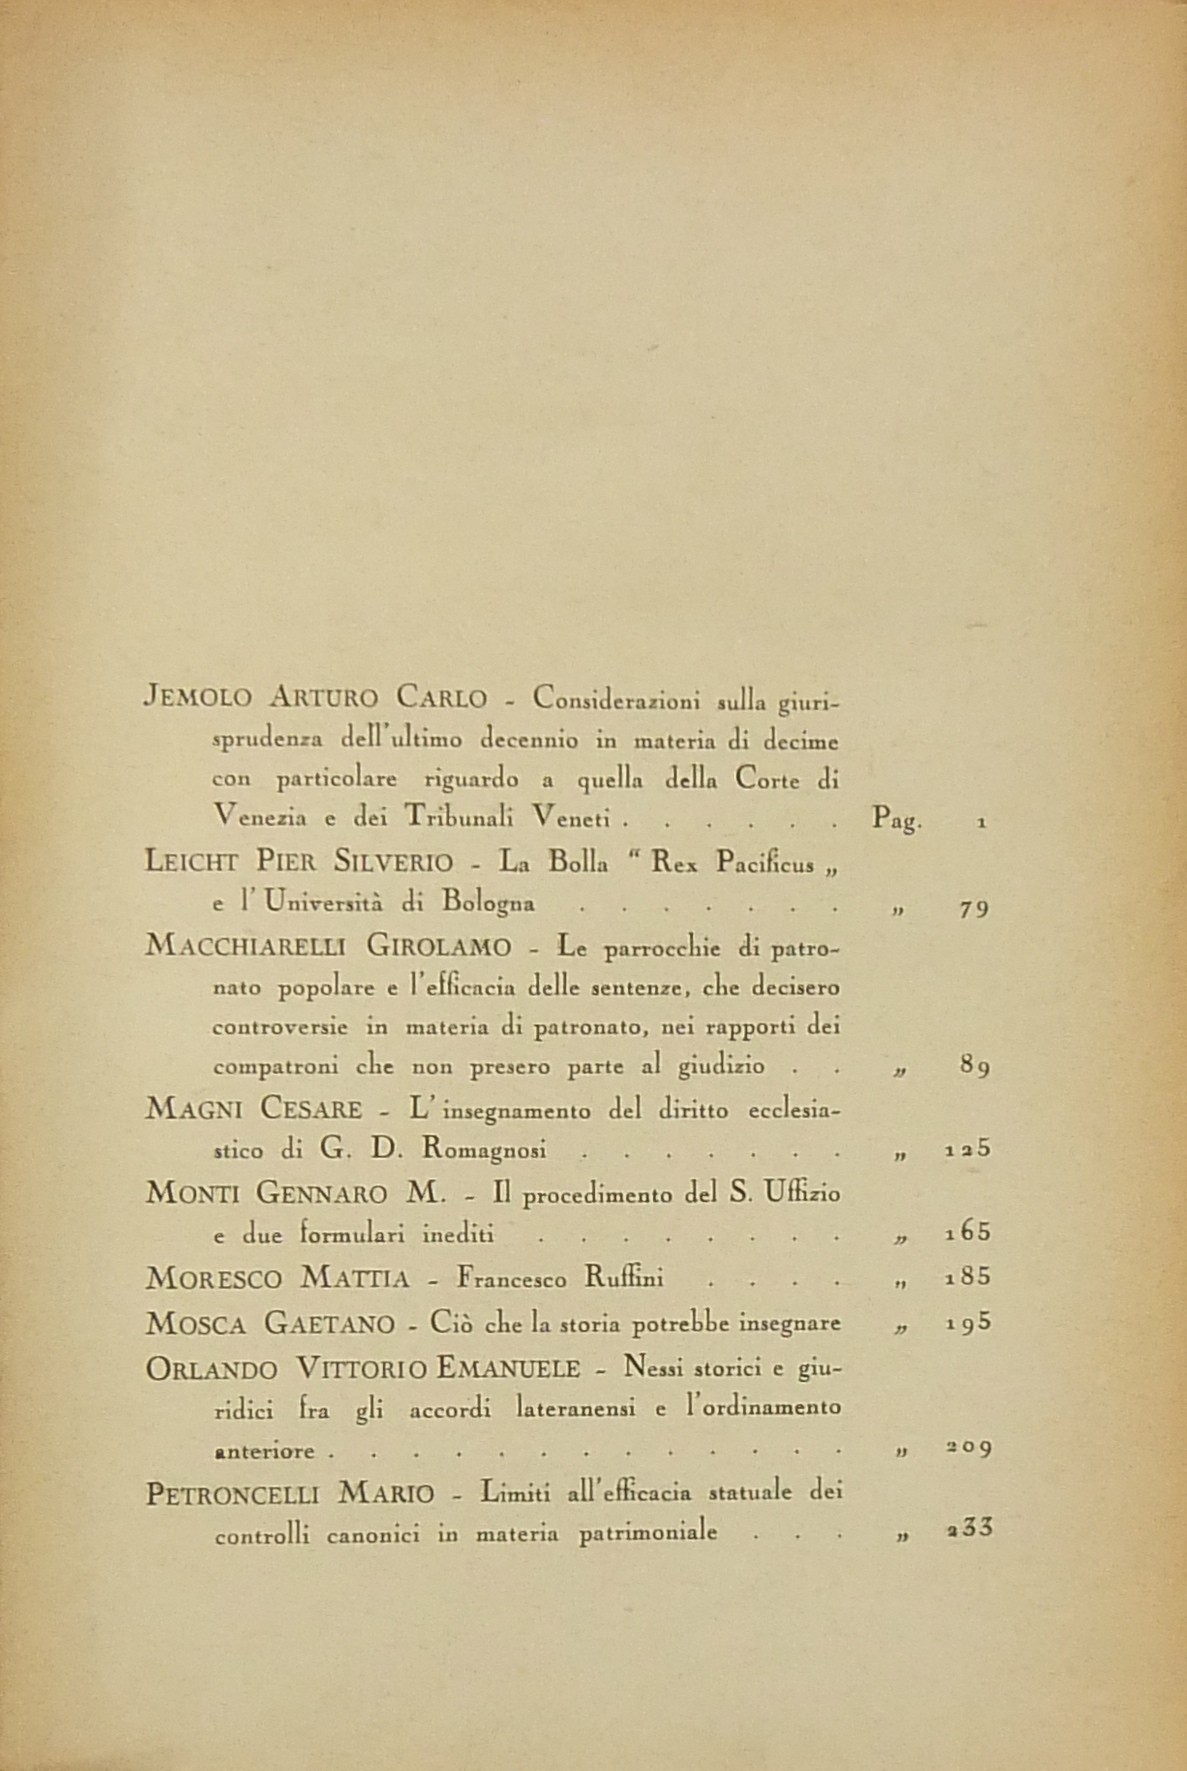 JEMOLO ARTURO CARLO - Considerazioni sulla giuri-
sprudenza dell'ultimo decennio in materia di decime
con particolare riguardo a quella della Corte di
Venezia e dei Tribunali Veneti . . . . . . Pag. 1
LEICHT PIER SILVERIO - La Bolla “ Rex Pacificus „
e l'Università di Bologna . . . . . . . „ 79
MACCHIARELLI GIROLAMO - Le parrocchie di patro-
nato popolare e l'efficacia delle sentenze, che decisero
controversie in materia di patronato, nei rapporti dei
compatroni che non presero parte al giudizio . . „ 89
MAGNI CESARE - L'insegnamento del diritto ecclesia-
stico di G. D. Romagnosi . . . . . . . „ 125
MONTI GENNARO M. - Il procedimento del S. Uffizio
e due formulari inediti . . . . . . . . „ 165
MORESCO MATTIA - Francesco Ruffini . . . . „ 185
MOSCA GAETANO - Ciò che la storia potrebbe insegnare „ 195
ORLANDO VITTORIO EMANUELE - Nessi storici e giu-
ridici fra gli accordi lateranensi e l'ordinamento
anteriore . . . . . . . . . . . . . „ 209
PETRONCELLI MARIO - Limiti all'efficacia statuale dei
controlli canonici in materia patrimoniale . . . „ 233